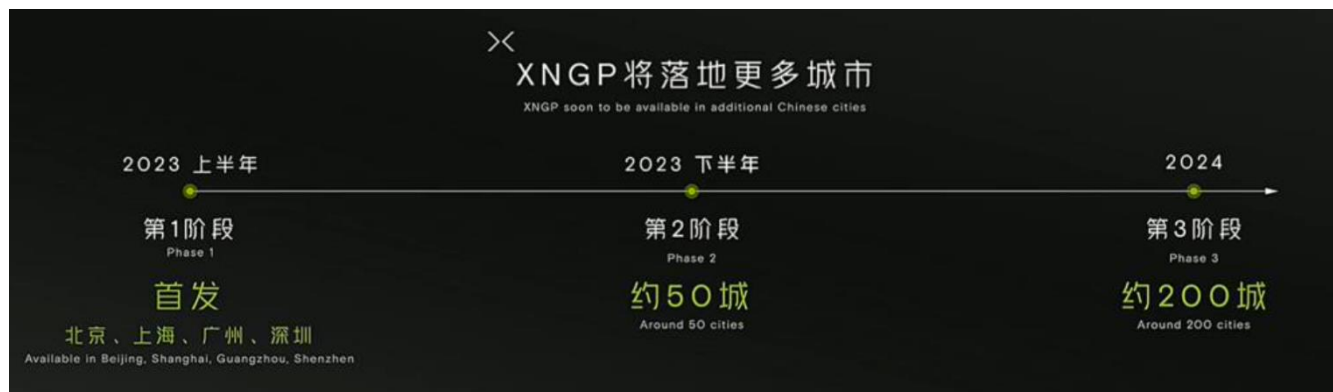 XNGP将落地更多城市
XNGP soon to be available in additional Chinese cities
2023 上半年
2023 下半年
2024
第1阶段
Phase 1
首发
北京、上海、广州、深圳
Available in Beijing, Shanghai, Guangzhou, Shenzhen
第2阶段
Phase 2
约50城
Around 50 cities
第3阶段
Phase 3
约200城
Around 200 cities